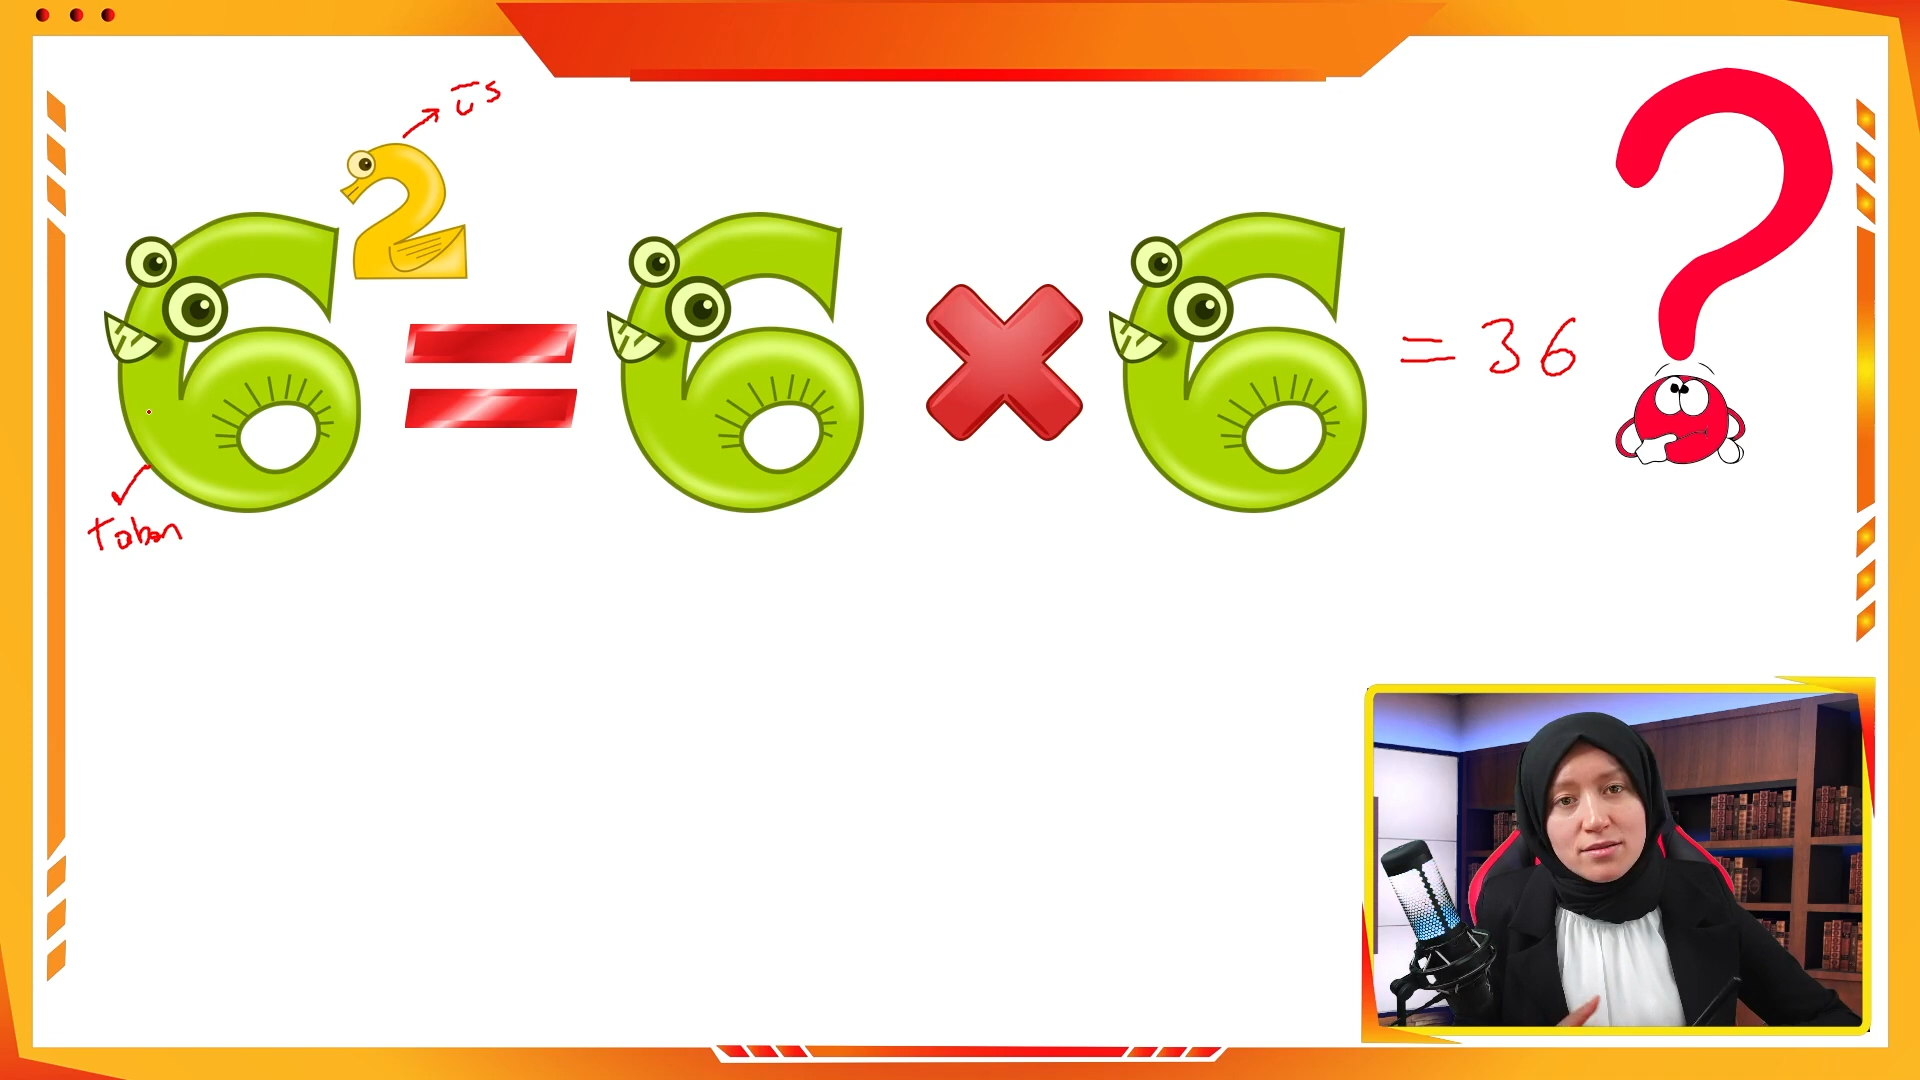 üs
6² = 6 × 6 = 36 ?
taban